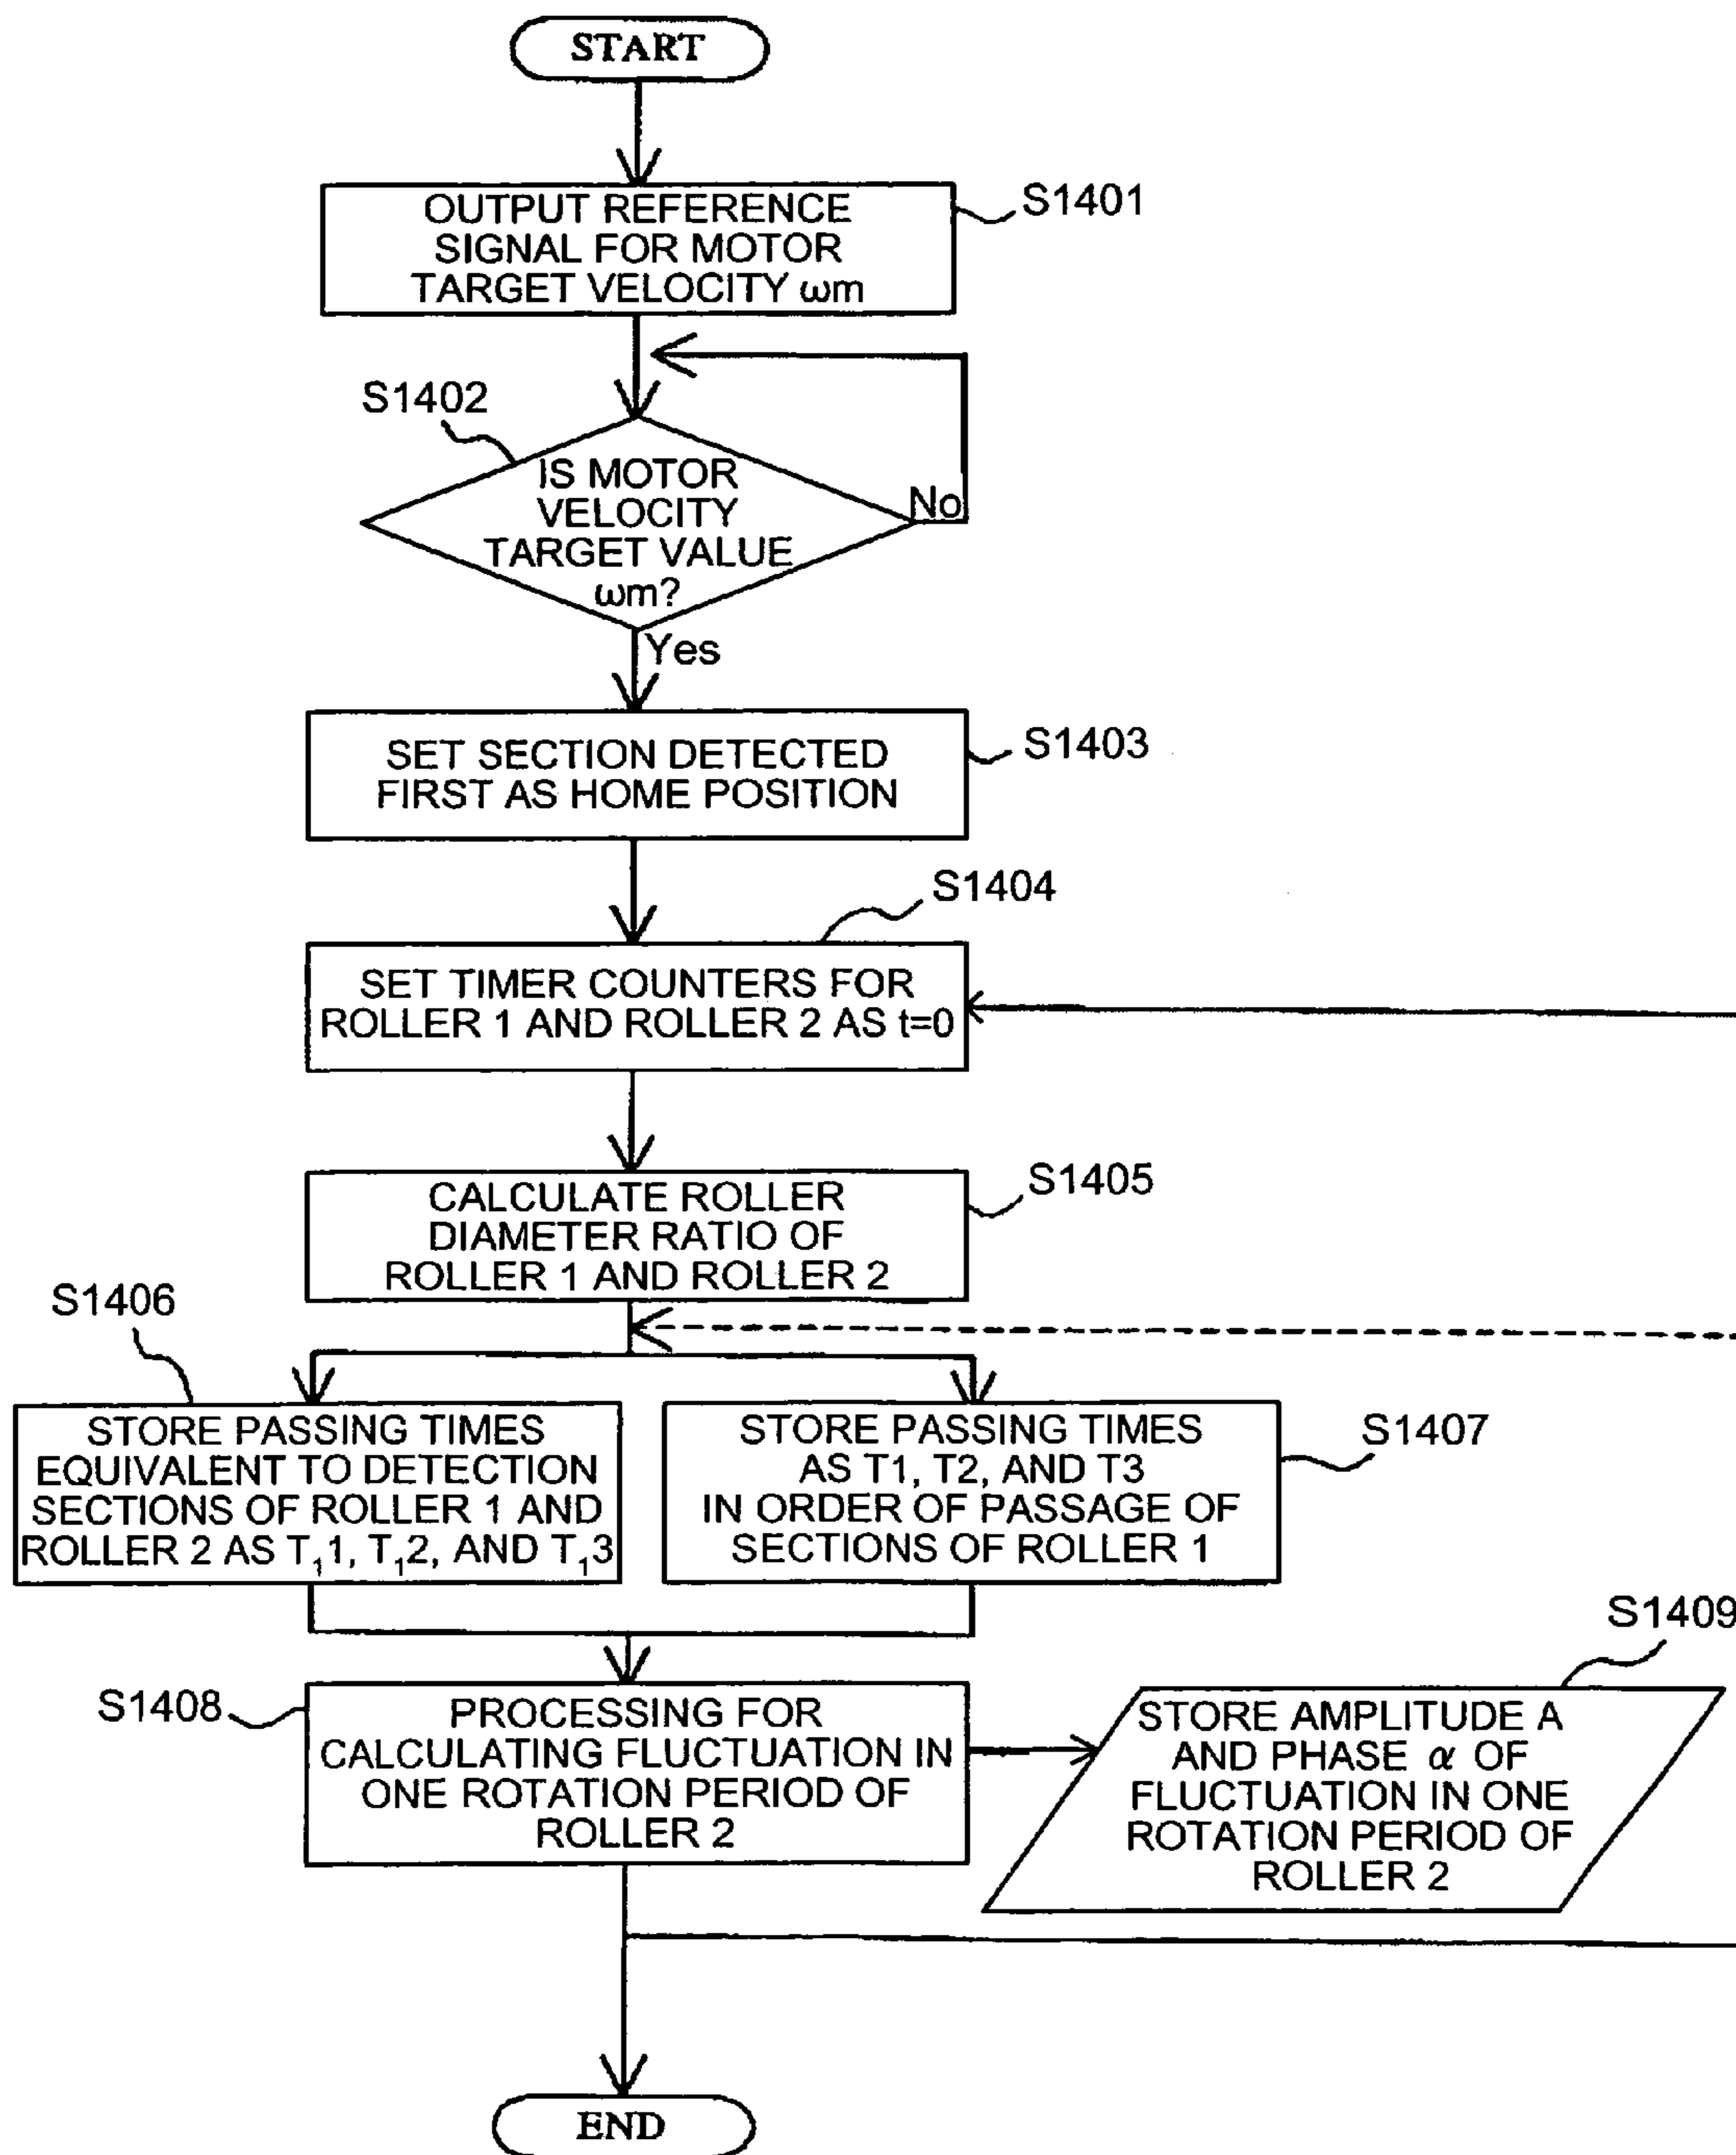 START
OUTPUT REFERENCE
SIGNAL FOR MOTOR
TARGET VELOCITY ωm
S1401
S1402
IS MOTOR
VELOCITY
TARGET VALUE
ωm?
No
Yes
SET SECTION DETECTED
FIRST AS HOME POSITION
S1403
S1404
SET TIMER COUNTERS FOR
ROLLER 1 AND ROLLER 2 AS t=0
CALCULATE ROLLER
DIAMETER RATIO OF
ROLLER 1 AND ROLLER 2
S1405
S1406
STORE PASSING TIMES
EQUIVALENT TO DETECTION
SECTIONS OF ROLLER 1 AND
ROLLER 2 AS T₁1, T₁2, AND T₁3
STORE PASSING TIMES
AS T1, T2, AND T3
IN ORDER OF PASSAGE OF
SECTIONS OF ROLLER 1
S1407
S1408
PROCESSING FOR
CALCULATING FLUCTUATION IN
ONE ROTATION PERIOD OF
ROLLER 2
S1409
STORE AMPLITUDE A
AND PHASE α OF
FLUCTUATION IN ONE
ROTATION PERIOD OF
ROLLER 2
END